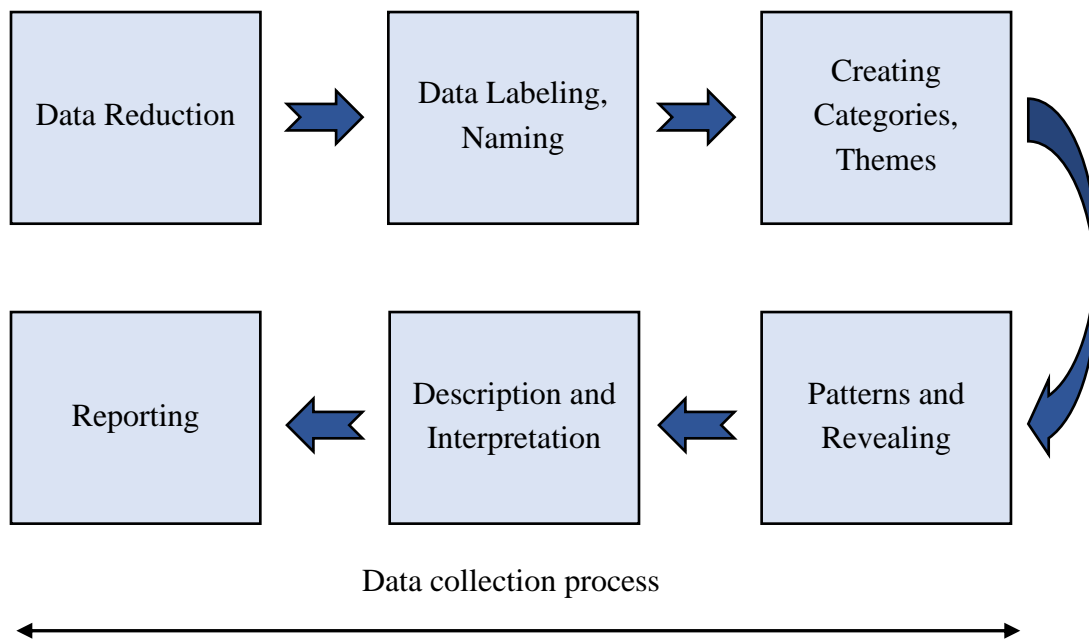 Data Reduction
Data Labeling,
Naming
Creating
Categories,
Themes
Patterns and
Revealing
Description and
Interpretation
Reporting
Data collection process